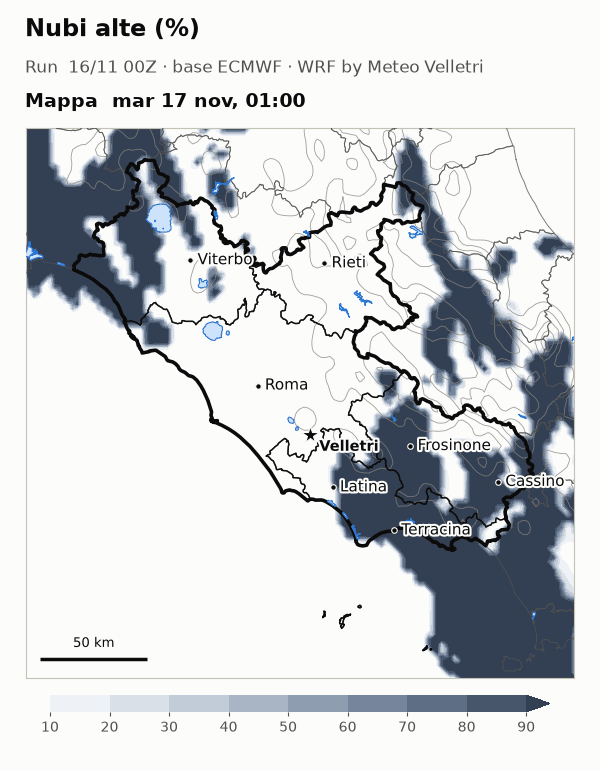 Nubi alte (%)
Run  16/11 00Z · base ECMWF · WRF by Meteo Velletri
Mappa  mar 17 nov, 01:00
Viterbo
Rieti
Roma
Velletri
Frosinone
Cassino
Latina
Terracina
50 km
10 20 30 40 50 60 70 80 90